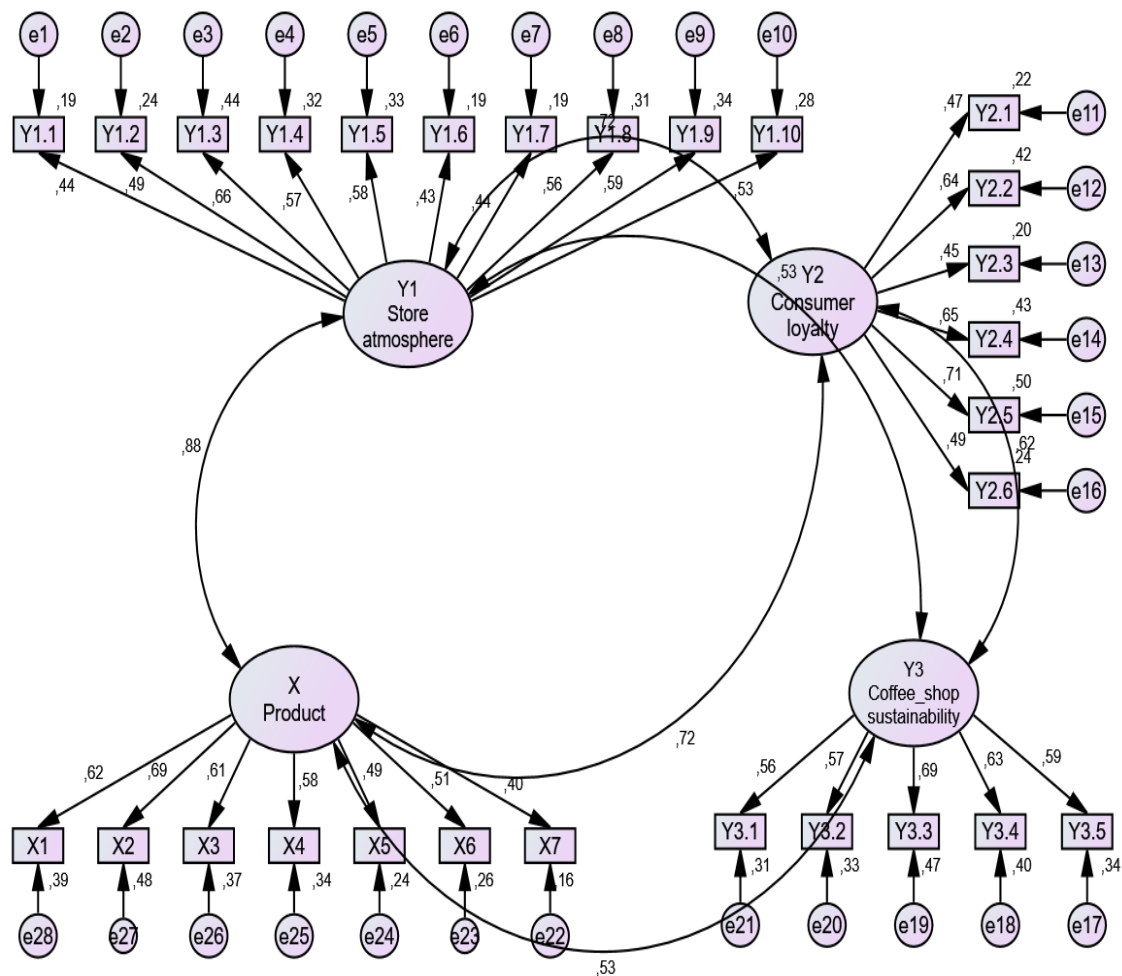 e1 e2 e3 e4 e5 e6 e7 e8 e9 e10
,19 ,24 ,44 ,32 ,33 ,19 ,19 ,31 ,34 ,28
Y1.1 Y1.2 Y1.3 Y1.4 Y1.5 Y1.6 Y1.7 Y1.8 Y1.9 Y1.10
,72
,44 ,49 ,66 ,57 ,58 ,43 ,44 ,56 ,59 ,53
,22
,47 Y2.1 e11
,42
,64 Y2.2 e12
,20
,45 Y2.3 e13
,43
,65 Y2.4 e14
,50
,71 Y2.5 e15
,62
,24
,49 Y2.6 e16
Y1
Store
atmosphere
,53
Y2
Consumer
loyalty
,88
,72
X
Product
Y3
Coffee_shop
sustainability
,62 ,69 ,61 ,58 ,49 ,51 ,40
X1 X2 X3 X4 X5 X6 X7
,39 ,48 ,37 ,34 ,24 ,26 ,16
e28 e27 e26 e25 e24 e23 e22
,56 ,57 ,69 ,63 ,59
Y3.1 Y3.2 Y3.3 Y3.4 Y3.5
,31 ,33 ,47 ,40 ,34
e21 e20 e19 e18 e17
,53